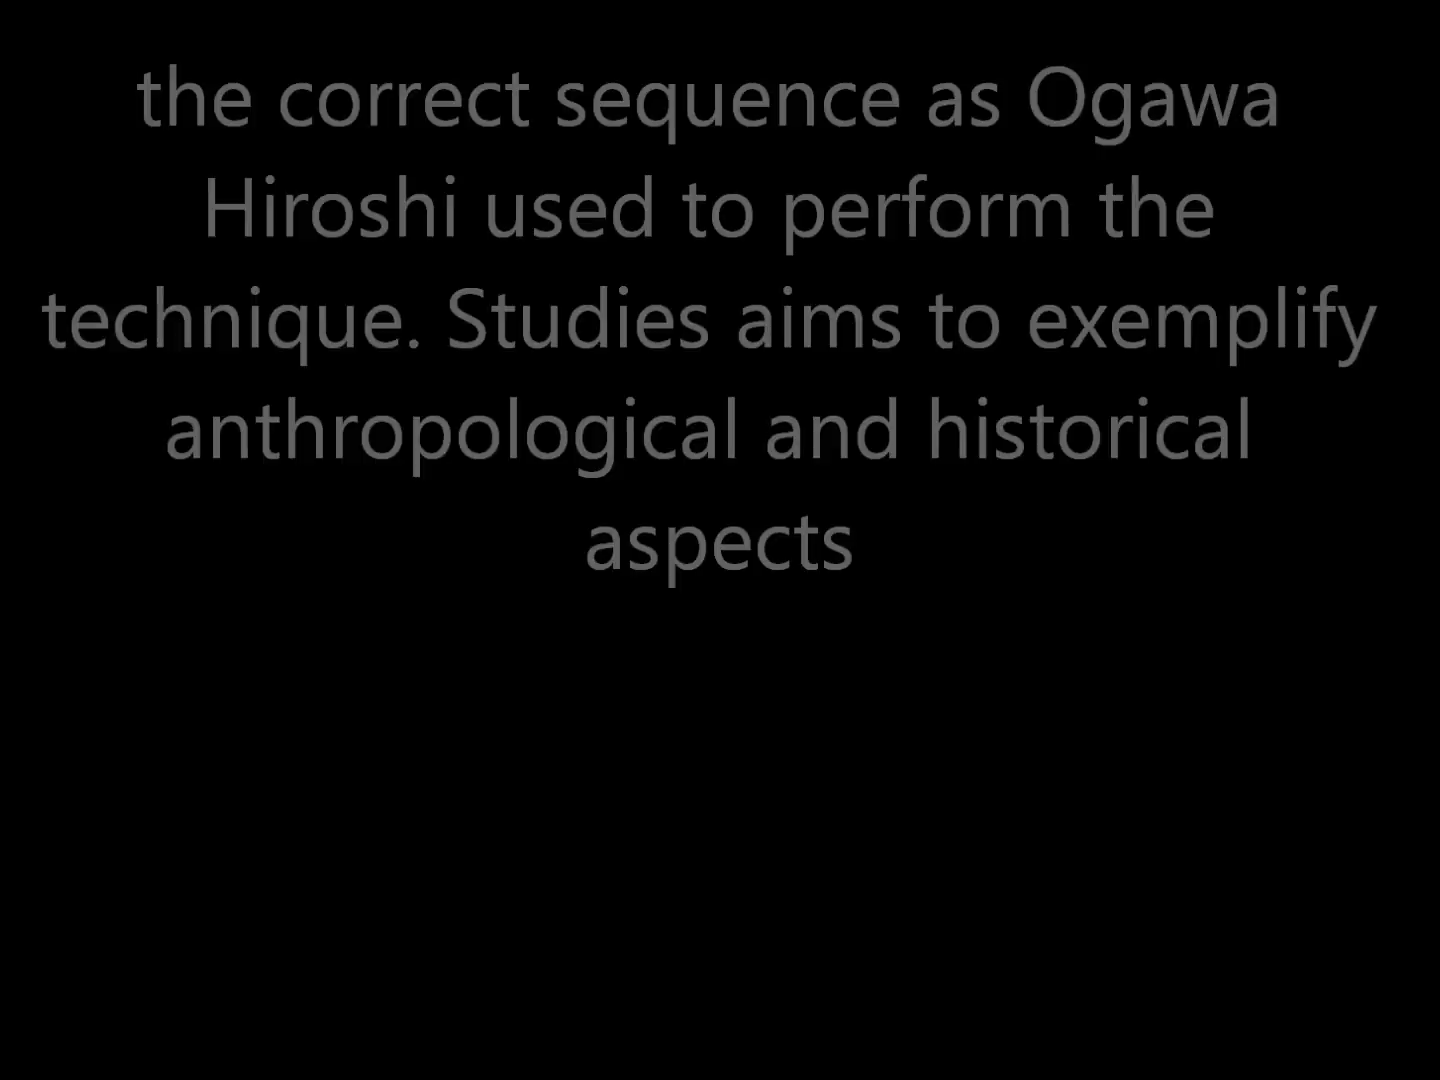 the correct sequence as Ogawa
Hiroshi used to perform the
technique. Studies aims to exemplify
anthropological and historical
aspects